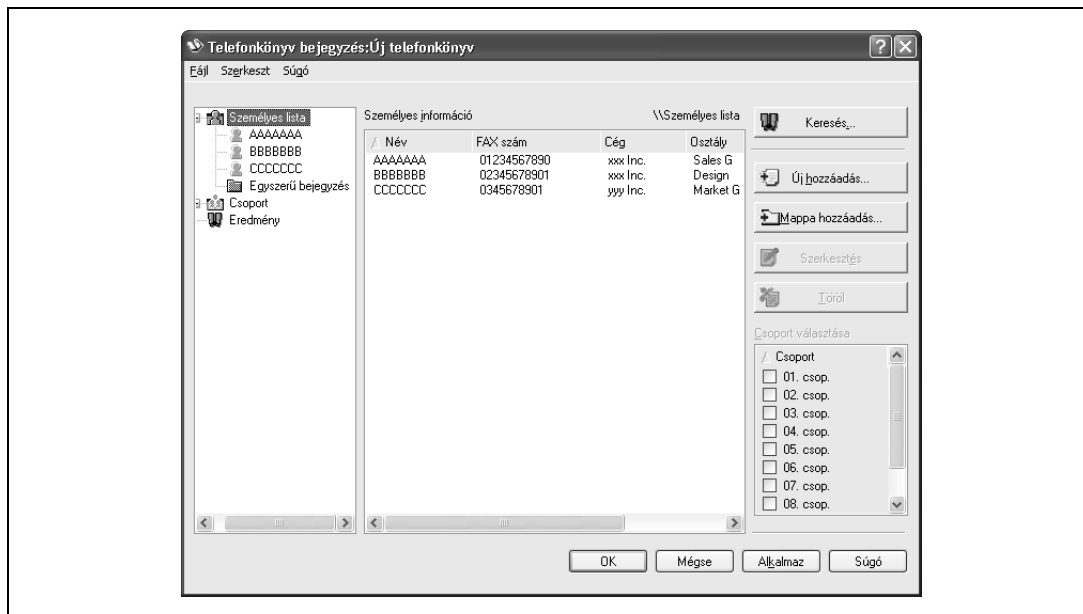 Telefonkönyv bejegyzés:Új telefonkönyv
Fájl Szerkeszt Súgó
Személyes lista
AAAAAAA
BBBBBBB
CCCCCCC
Egyszerű bejegyzés
Csoport
Eredmény
Személyes információ \\Személyes lista
Név FAX szám Cég Osztály
AAAAAAA 01234567890 xxx Inc. Sales G
BBBBBBB 02345678901 xxx Inc. Design
CCCCCCC 0345678901 yyy Inc. Market G
Keresés...
Új hozzáadás...
Mappa hozzáadás...
Szerkesztés
Töröl
Csoport választása
Csoport
01. csop.
02. csop.
03. csop.
04. csop.
05. csop.
06. csop.
07. csop.
08. csop.
OK Mégse Alkalmaz Súgó